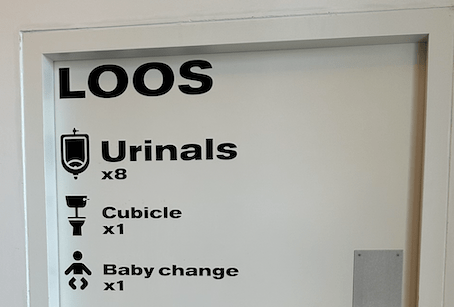 LOOS
Urinals
x8
Cubicle
x1
Baby change
x1